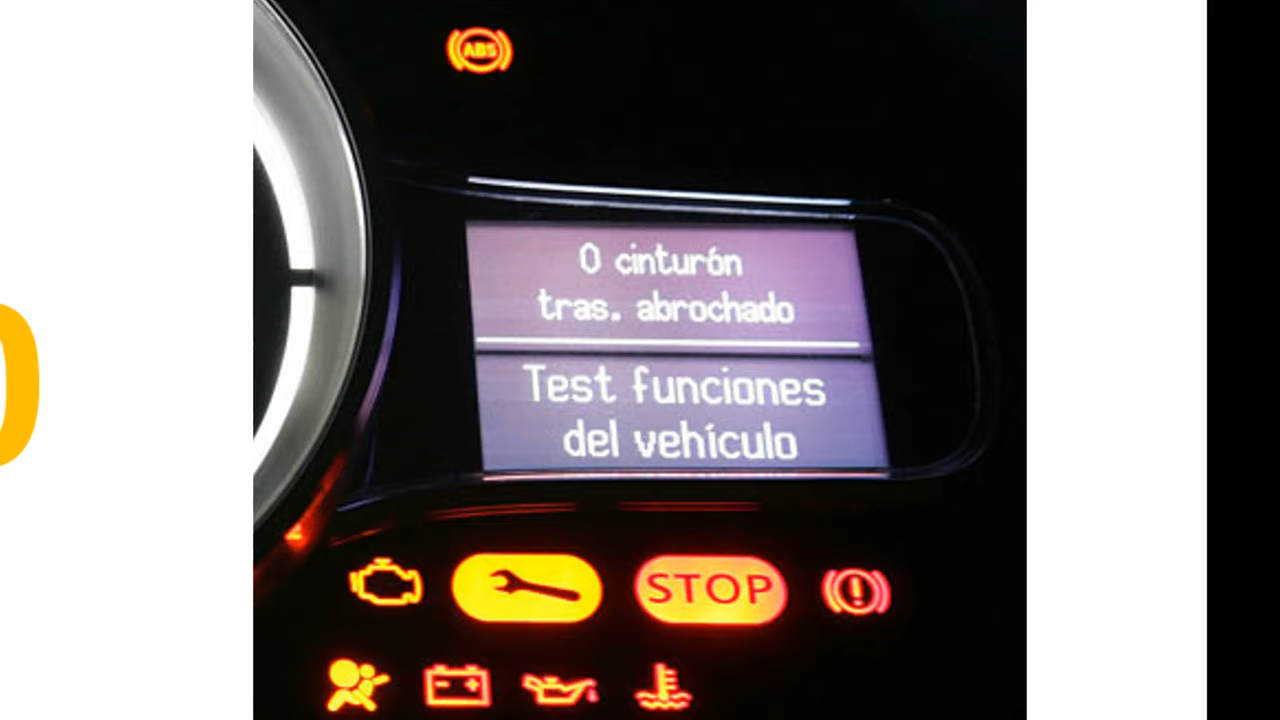 ABS
0 cinturón
tras. abrochado
Test funciones
del vehículo
STOP